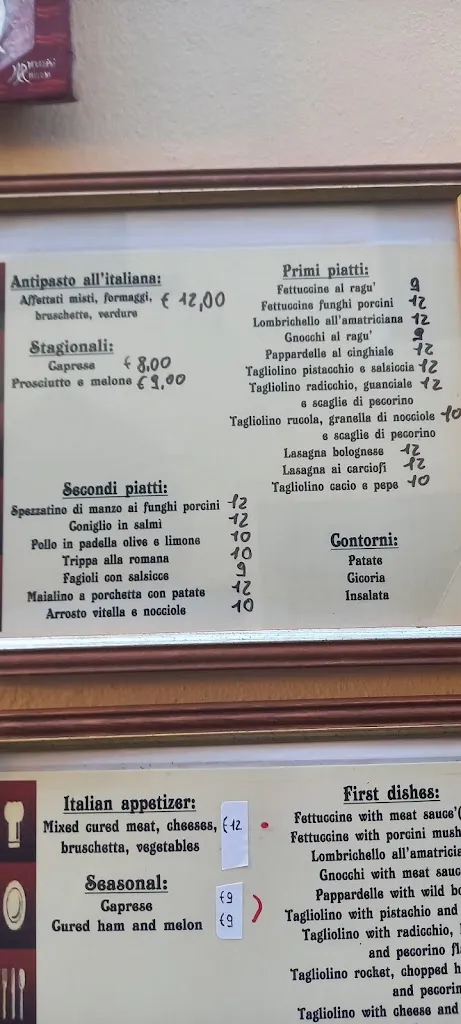 Antipasto all'italiana:
Affettati misti, formaggi, € 12,00
bruschette, verdure
Stagionali:
Caprese € 8,00
Prosciutto e melone € 9,00
Primi piatti:
Fettuccine al ragu' 9
Fettuccine funghi porcini 12
Lombrichello all'amatriciana 12
Gnocchi al ragu' 9
Pappardelle al cinghiale 12
Tagliolino pistacchio e salsiccia 12
Tagliolino radicchio, guanciale 12
e scaglie di pecorino
Tagliolino rucola, granella di nocciole 10
e scaglie di pecorino
Lasagna bolognese 12
Lasagna ai carciofi 12
Tagliolino cacio e pepe 10
Secondi piatti:
Spezzatino di manzo ai funghi porcini 12
Coniglio in salmì 12
Pollo in padella olive e limone 10
Trippa alla romana 10
Fagioli con salsicce 9
Maialino a porchetta con patate 12
Arrosto vitella e nocciole 10
Contorni:
Patate
Cicoria
Insalata
Italian appetizer:
Mixed cured meat, cheeses, € 12
bruschetta, vegetables
Seasonal:
Caprese €9
Cured ham and melon €9
First dishes:
Fettuccine with meat sauce'(
Fettuccine with porcini mush
Lombrichello all'amatricia
Gnocchi with meat sauc
Pappardelle with wild bo
Tagliolino with pistachio and
Tagliolino with radicchio,
and pecorino fl
Tagliolino rocket, chopped h
and pecorin
Tagliolino with cheese and